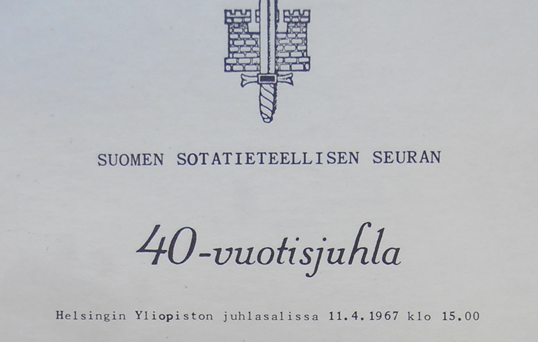 SUOMEN SOTATIETEELLISEN SEURAN
40-vuotisjuhla
Helsingin Yliopiston juhlasalissa 11.4.1967 klo 15.00